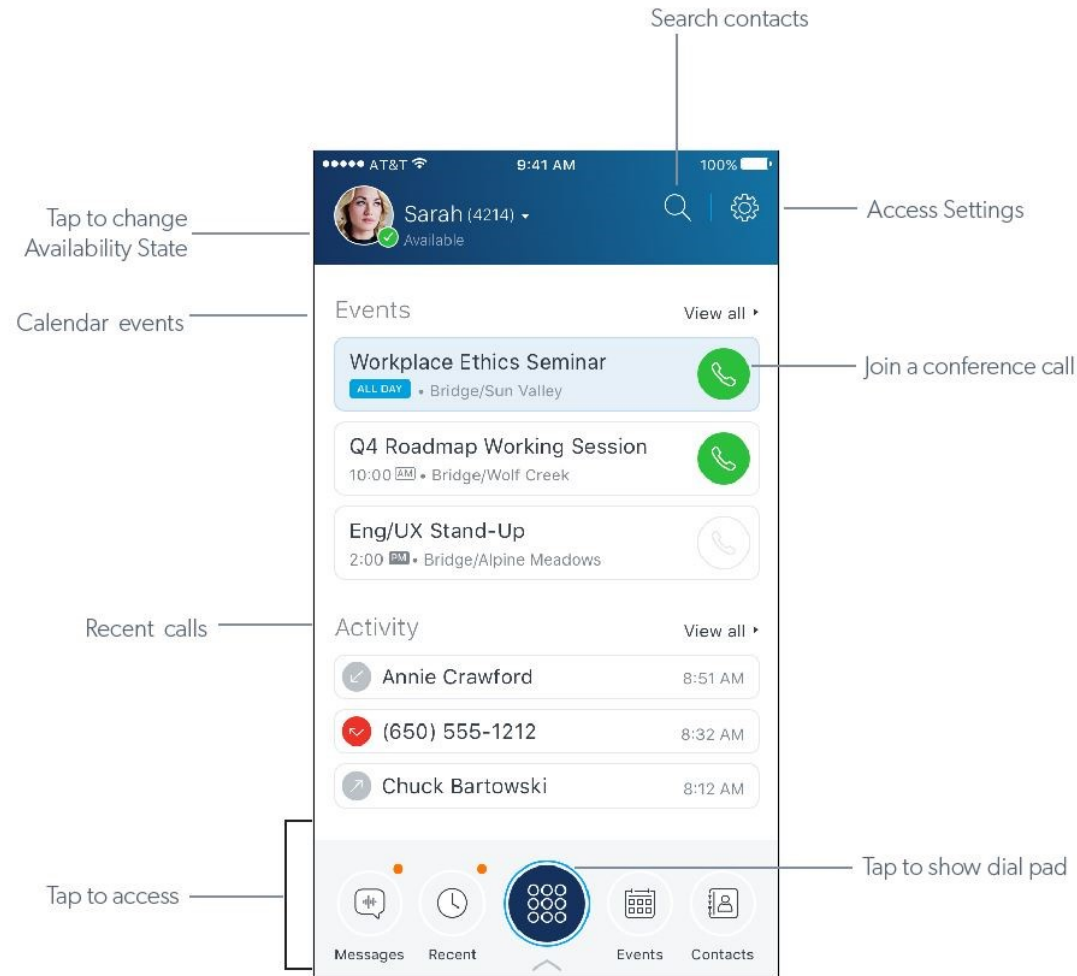 Search contacts
AT&T 9:41 AM 100%
Tap to change
Availability State
Sarah (4214)
Available
Access Settings
Calendar events
Events View all
Workplace Ethics Seminar
ALL DAY • Bridge/Sun Valley
Join a conference call
Q4 Roadmap Working Session
10:00 AM • Bridge/Wolf Creek
Eng/UX Stand-Up
2:00 PM • Bridge/Alpine Meadows
Recent calls
Activity View all
Annie Crawford 8:51 AM
(650) 555-1212 8:32 AM
Chuck Bartowski 8:12 AM
Tap to access
Tap to show dial pad
Messages Recent Events Contacts